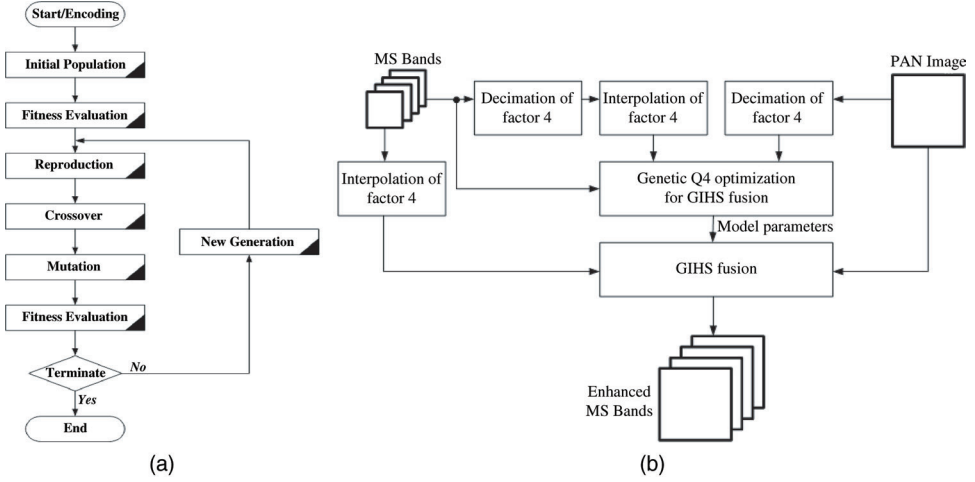 Start/Encoding
Initial Population
Fitness Evaluation
Reproduction
Crossover
Mutation
Fitness Evaluation
Terminate
No
Yes
End
New Generation
(a)
MS Bands
PAN Image
Decimation of
factor 4
Interpolation of
factor 4
Decimation of
factor 4
Interpolation of
factor 4
Genetic Q4 optimization
for GIHS fusion
Model parameters
GIHS fusion
Enhanced
MS Bands
(b)